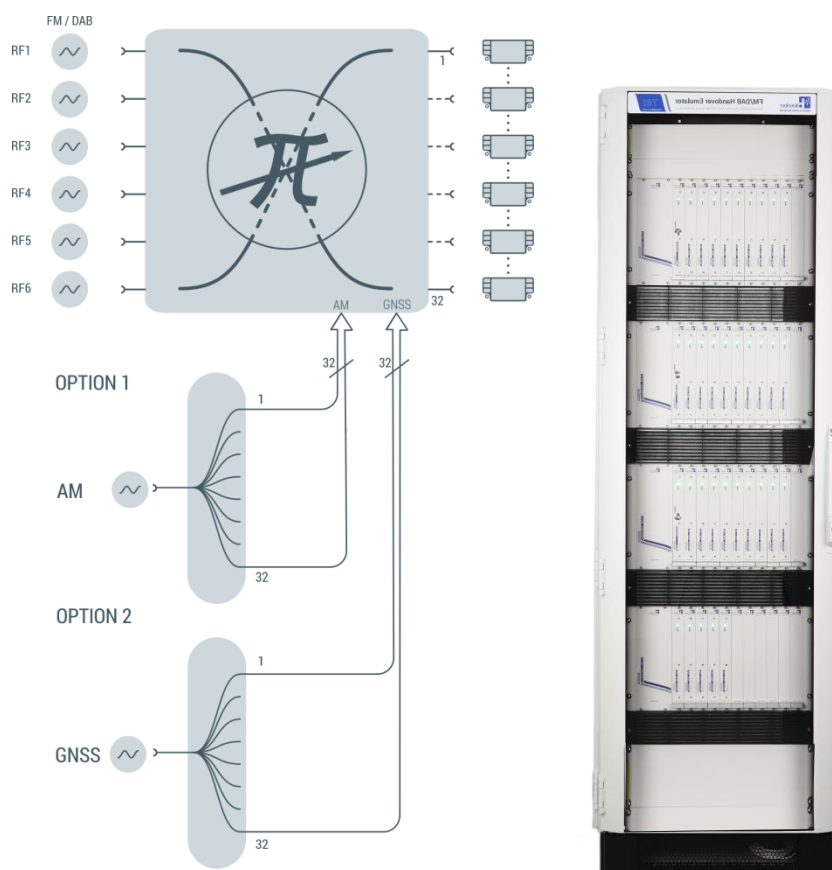 FM / DAB
RF1
RF2
RF3
RF4
RF5
RF6
1
32
AM
GNSS
32
32
OPTION 1
1
AM
32
OPTION 2
1
GNSS
32
FM/DAB Handover Emulator